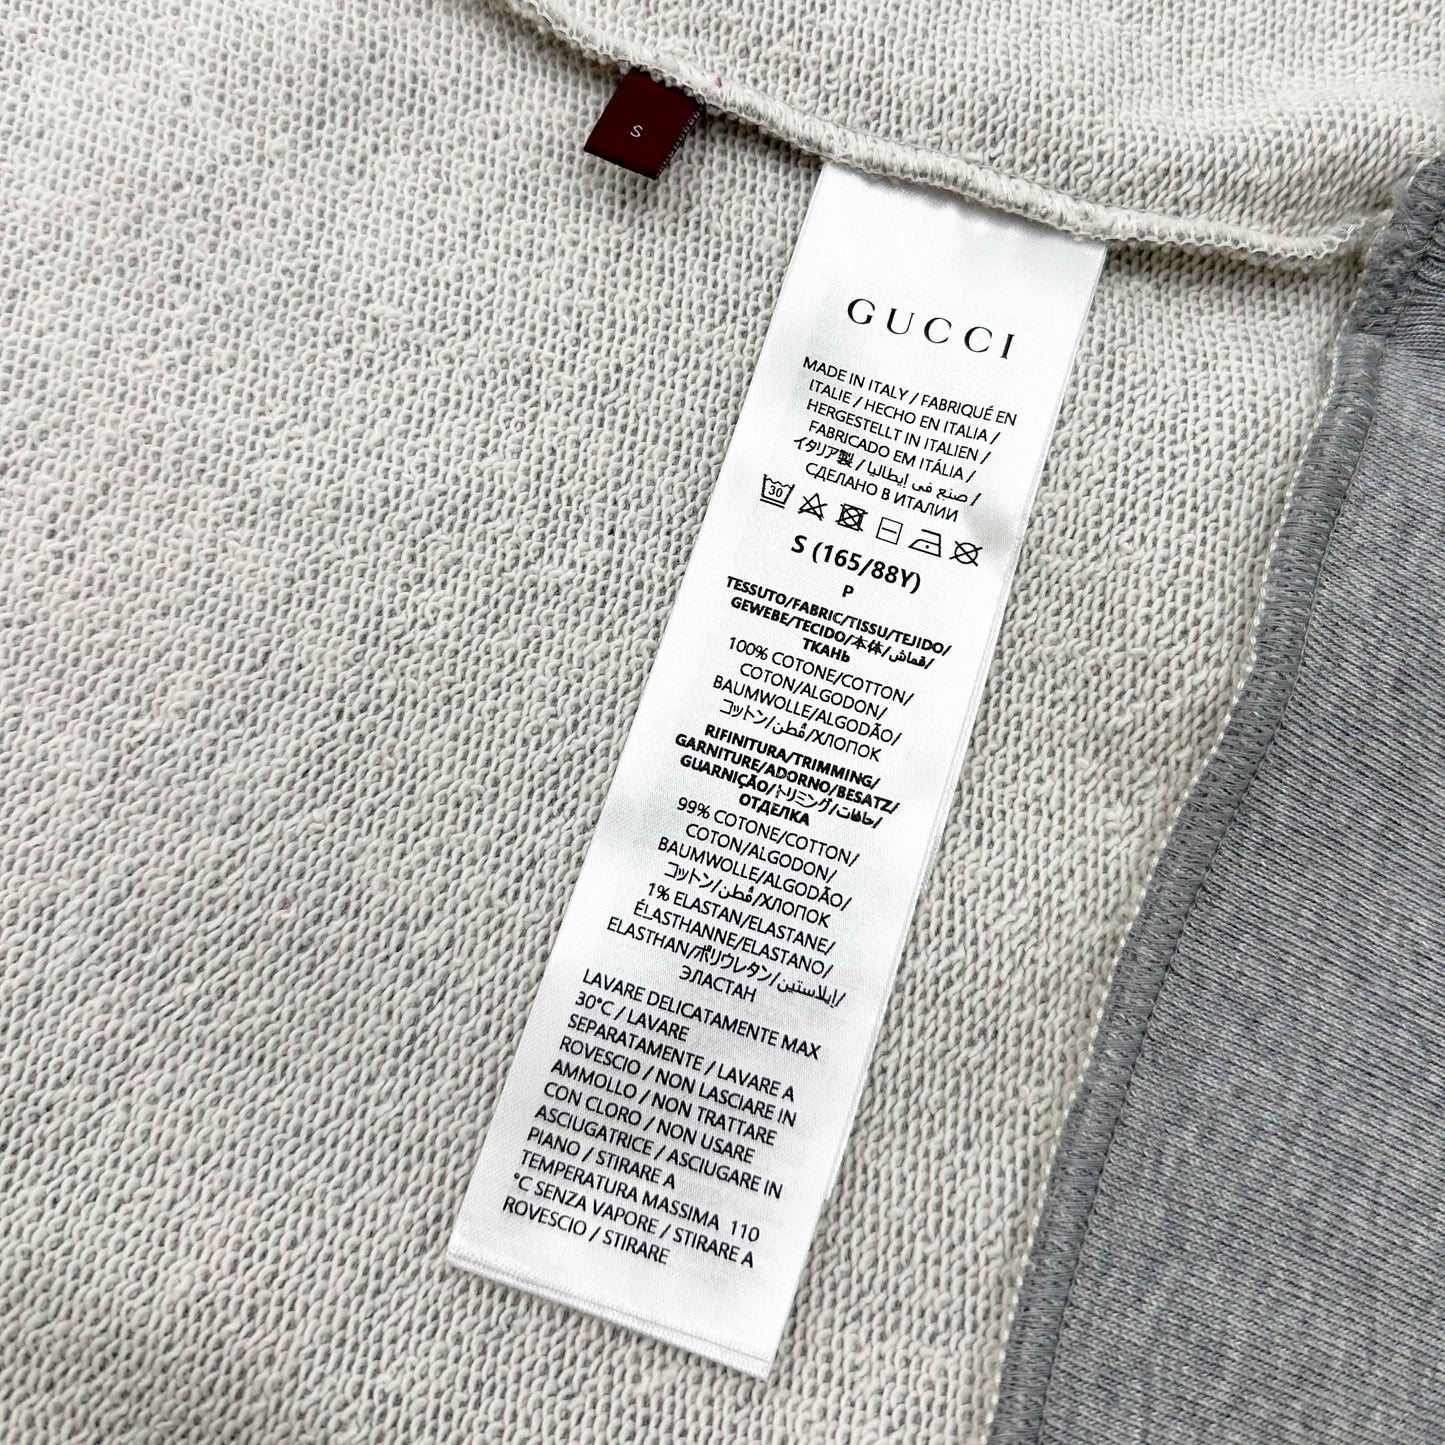 S
GUCCI
MADE IN ITALY / FABRIQUÉ EN
ITALIE / HECHO EN ITALIA /
HERGESTELLT IN ITALIEN /
FABRICADO EM ITÁLIA /
イタリア製 / صنع في إيطاليا /
СДЕЛАНО В ИТАЛИИ
30
S (165/88Y)
P
TESSUTO/FABRIC/TISSU/TEJIDO/
GEWEBE/TECIDO/本体/قماش/
ТКАНЬ
100% COTONE/COTTON/
COTON/ALGODON/
BAUMWOLLE/ALGODÃO/
コットン/قُطن/ХЛОПОК
RIFINITURA/TRIMMING/
GARNITURE/ADORNO/BESATZ/
GUARNIÇÃO/トリミング/حافات/
ОТДЕЛКА
99% COTONE/COTTON/
COTON/ALGODON/
BAUMWOLLE/ALGODÃO/
コットン/قُطن/ХЛОПОК
1% ELASTAN/ELASTANE/
ÉLASTHANNE/ELASTANO/
ELASTHAN/ポリウレタン/إيلاستين/
ЭЛАСТАН
LAVARE DELICATAMENTE MAX
30°C / LAVARE
SEPARATAMENTE / LAVARE A
ROVESCIO / NON LASCIARE IN
AMMOLLO / NON TRATTARE
CON CLORO / NON USARE
ASCIUGATRICE / ASCIUGARE IN
PIANO / STIRARE A
TEMPERATURA MASSIMA 110
°C SENZA VAPORE / STIRARE A
ROVESCIO / STIRARE